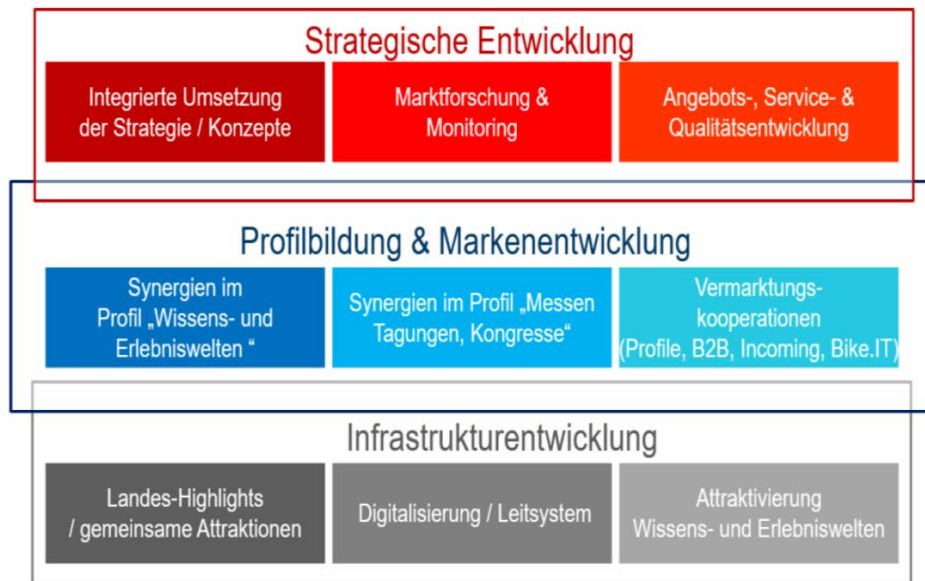 Strategische Entwicklung
Integrierte Umsetzung
der Strategie / Konzepte
Marktforschung &
Monitoring
Angebots-, Service- &
Qualitätsentwicklung
Profilbildung & Markenentwicklung
Synergien im
Profil „Wissens- und
Erlebniswelten “
Synergien im Profil „Messen
Tagungen, Kongresse“
Vermarktungs-
kooperationen
(Profile, B2B, Incoming, Bike.IT)
Infrastrukturentwicklung
Landes-Highlights
/ gemeinsame Attraktionen
Digitalisierung / Leitsystem
Attraktivierung
Wissens- und Erlebniswelten